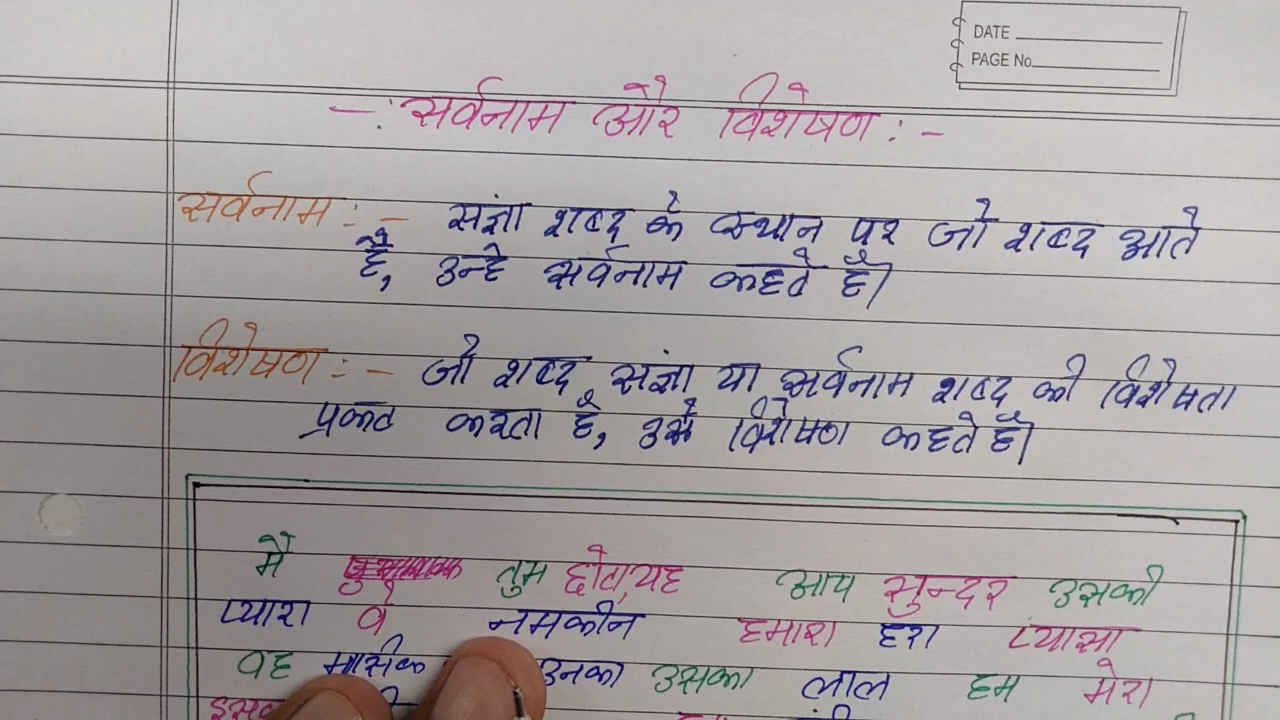 DATE
PAGE No.
-: सर्वनाम और विशेषण :-
सर्वनाम :- संज्ञा शब्द के स्थान पर जो शब्द आते
हैं, उन्हे सर्वनाम कहते हैं।
विशेषण :- जो शब्द संज्ञा या सर्वनाम शब्द की विशेषता
प्रकट करता है, उसे विशेषण कहते हैं।
मैं तुम छोटा, यह आप सुन्दर उसकी
प्यारा वे नमकीन हमारा हरा प्यासा
वह मासिक उनका उसका लाल हम मेरा